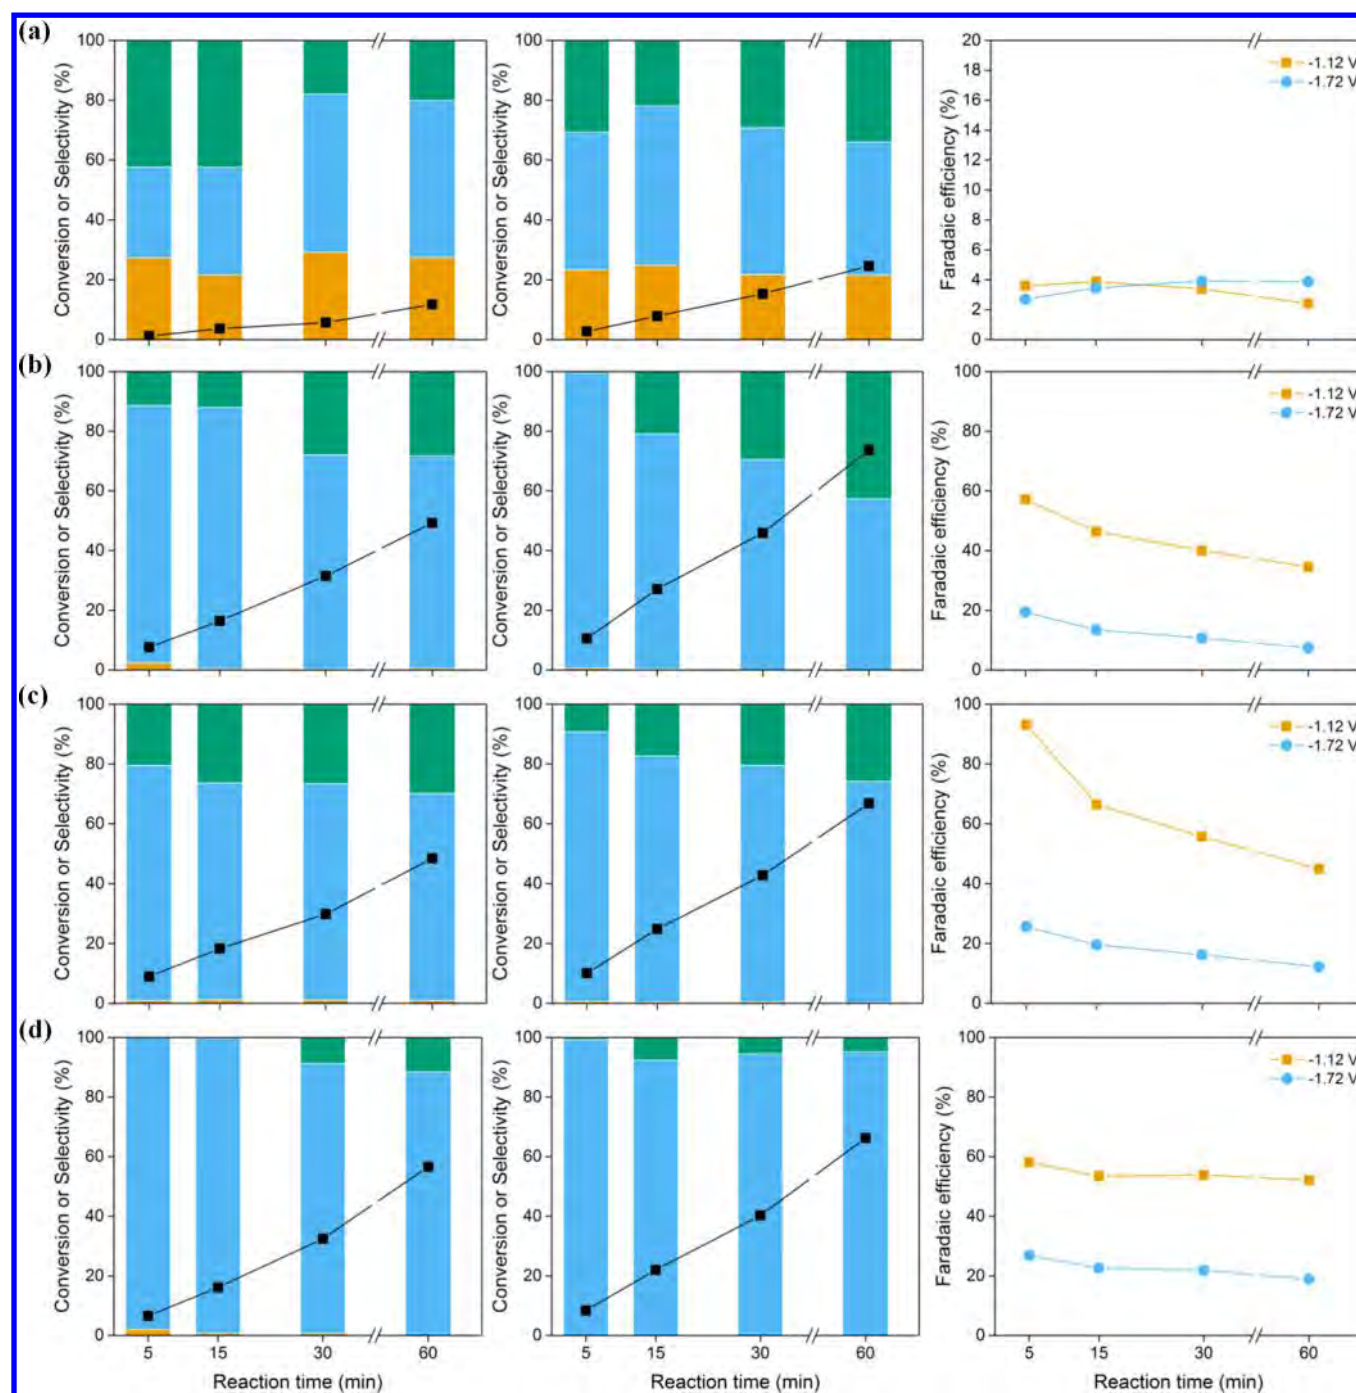 (a)
Conversion or Selectivity (%)
100
80
60
40
20
0
Conversion or Selectivity (%)
100
80
60
40
20
0
Faradaic efficiency (%)
20
18
16
14
12
10
8
6
4
2
0
-1.12 V
-1.72 V
(b)
Conversion or Selectivity (%)
100
80
60
40
20
0
Conversion or Selectivity (%)
100
80
60
40
20
0
Faradaic efficiency (%)
100
80
60
40
20
0
-1.12 V
-1.72 V
(c)
Conversion or Selectivity (%)
100
80
60
40
20
0
Conversion or Selectivity (%)
100
80
60
40
20
0
Faradaic efficiency (%)
100
80
60
40
20
0
-1.12 V
-1.72 V
(d)
Conversion or Selectivity (%)
100
80
60
40
20
0
5 15 30 60
Reaction time (min)
Conversion or Selectivity (%)
100
80
60
40
20
0
5 15 30 60
Reaction time (min)
Faradaic efficiency (%)
100
80
60
40
20
0
-1.12 V
-1.72 V
5 15 30 60
Reaction time (min)